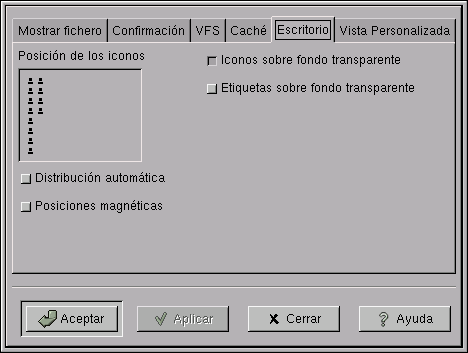 Mostrar fichero Confirmación VFS Caché Escritorio Vista Personalizada
Posición de los iconos
Iconos sobre fondo transparente
Etiquetas sobre fondo transparente
Distribución automática
Posiciones magnéticas
Aceptar Aplicar Cerrar Ayuda